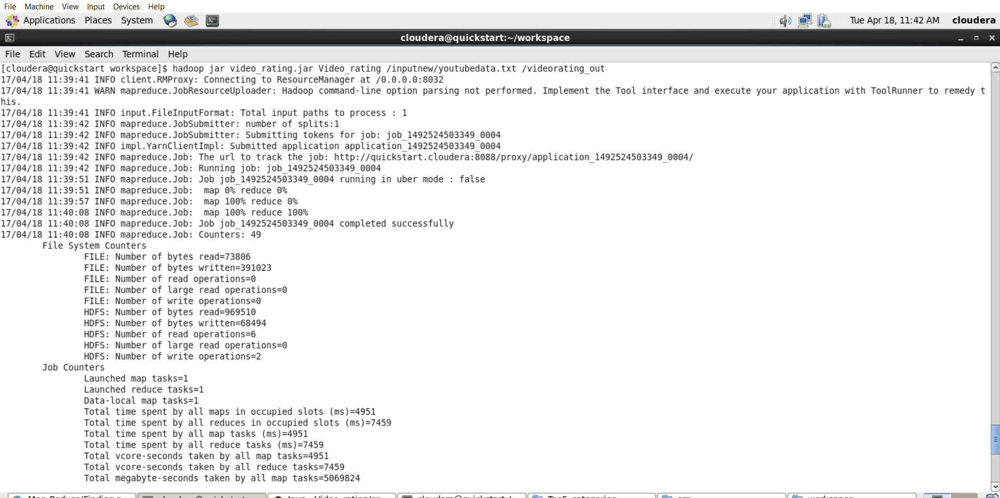 File Machine View Input Devices Help
Applications Places System Tue Apr 18, 11:42 AM cloudera
cloudera@quickstart:~/workspace
File Edit View Search Terminal Help
[cloudera@quickstart workspace]$ hadoop jar video_rating.jar Video_rating /inputnew/youtubedata.txt /videorating_out
17/04/18 11:39:41 INFO client.RMProxy: Connecting to ResourceManager at /0.0.0.0:8032
17/04/18 11:39:41 WARN mapreduce.JobResourceUploader: Hadoop command-line option parsing not performed. Implement the Tool interface and execute your application with ToolRunner to remedy t
his.
17/04/18 11:39:41 INFO input.FileInputFormat: Total input paths to process : 1
17/04/18 11:39:42 INFO mapreduce.JobSubmitter: number of splits:1
17/04/18 11:39:42 INFO mapreduce.JobSubmitter: Submitting tokens for job: job_1492524503349_0004
17/04/18 11:39:42 INFO impl.YarnClientImpl: Submitted application application_1492524503349_0004
17/04/18 11:39:42 INFO mapreduce.Job: The url to track the job: http://quickstart.cloudera:8088/proxy/application_1492524503349_0004/
17/04/18 11:39:42 INFO mapreduce.Job: Running job: job_1492524503349_0004
17/04/18 11:39:51 INFO mapreduce.Job: Job job_1492524503349_0004 running in uber mode : false
17/04/18 11:39:51 INFO mapreduce.Job:  map 0% reduce 0%
17/04/18 11:39:57 INFO mapreduce.Job:  map 100% reduce 0%
17/04/18 11:40:08 INFO mapreduce.Job:  map 100% reduce 100%
17/04/18 11:40:08 INFO mapreduce.Job: Job job_1492524503349_0004 completed successfully
17/04/18 11:40:08 INFO mapreduce.Job: Counters: 49
File System Counters
FILE: Number of bytes read=73806
FILE: Number of bytes written=391023
FILE: Number of read operations=0
FILE: Number of large read operations=0
FILE: Number of write operations=0
HDFS: Number of bytes read=969510
HDFS: Number of bytes written=68494
HDFS: Number of read operations=6
HDFS: Number of large read operations=0
HDFS: Number of write operations=2
Job Counters
Launched map tasks=1
Launched reduce tasks=1
Data-local map tasks=1
Total time spent by all maps in occupied slots (ms)=4951
Total time spent by all reduces in occupied slots (ms)=7459
Total time spent by all map tasks (ms)=4951
Total time spent by all reduce tasks (ms)=7459
Total vcore-seconds taken by all map tasks=4951
Total vcore-seconds taken by all reduce tasks=7459
Total megabyte-seconds taken by all map tasks=5069824